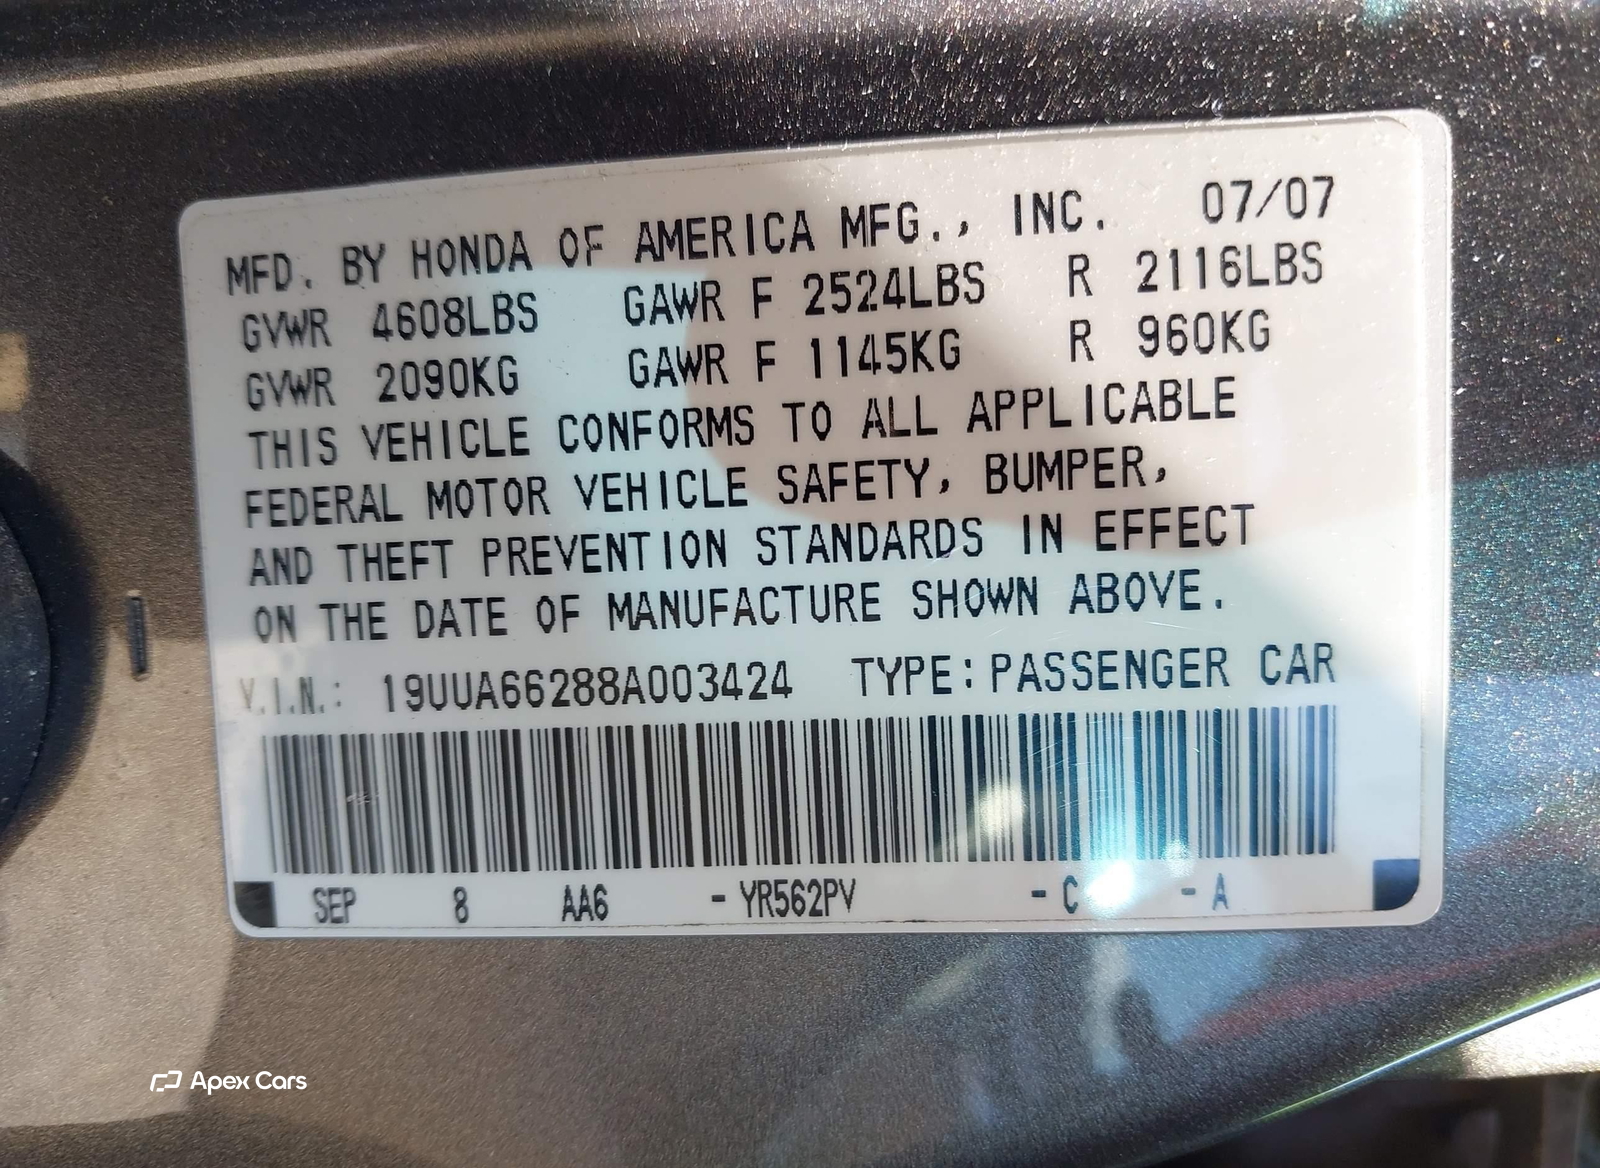 MFD. BY HONDA OF AMERICA MFG., INC. 07/07
GVWR 4608LBS GAWR F 2524LBS R 2116LBS
GVWR 2090KG GAWR F 1145KG R 960KG
THIS VEHICLE CONFORMS TO ALL APPLICABLE
FEDERAL MOTOR VEHICLE SAFETY, BUMPER,
AND THEFT PREVENTION STANDARDS IN EFFECT
ON THE DATE OF MANUFACTURE SHOWN ABOVE.
V.I.N.: 19UUA66288A003424 TYPE: PASSENGER CAR
SEP 8 AA6 - YR562PV - C - A
Apex Cars